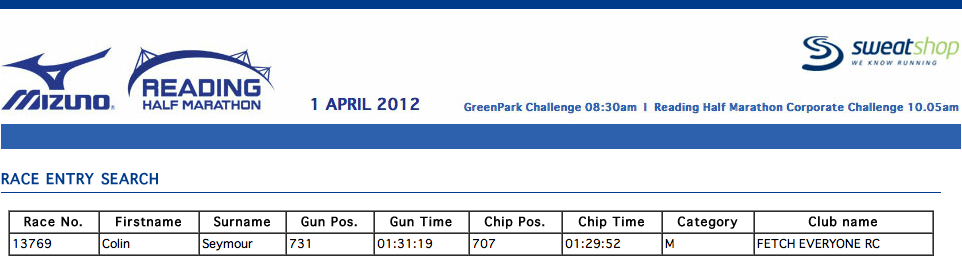 sweatshop
WE KNOW RUNNING
MIZUNO
READING
HALF MARATHON
1 APRIL 2012
GreenPark Challenge 08:30am I Reading Half Marathon Corporate Challenge 10.05am
RACE ENTRY SEARCH
Race No. Firstname Surname Gun Pos. Gun Time Chip Pos. Chip Time Category Club name
13769 Colin Seymour 731 01:31:19 707 01:29:52 M FETCH EVERYONE RC